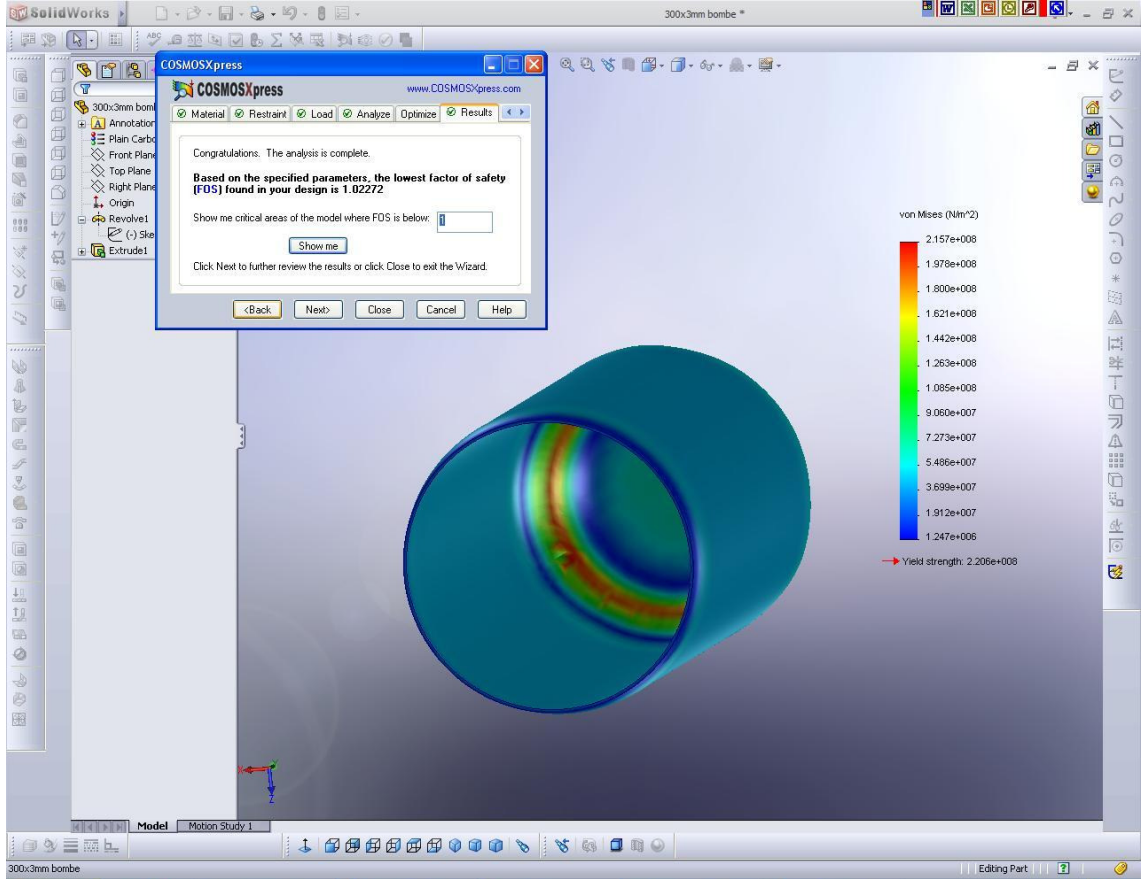 SolidWorks
300x3mm bombe *
COSMOSXpress
COSMOSXpress
www.COSMOSXpress.com
Material
Restraint
Load
Analyze
Optimize
Results
Congratulations. The analysis is complete.
Based on the specified parameters, the lowest factor of safety
(FOS) found in your design is 1.02272
Show me critical areas of the model where FOS is below:
1
Show me
Click Next to further review the results or click Close to exit the Wizard.
<Back
Next>
Close
Cancel
Help
300x3mm bom
Annotation
Plain Carbo
Front Plane
Top Plane
Right Plane
Origin
Revolve1
(-) Ske
Extrude1
von Mises (N/m^2)
2.157e+008
1.978e+008
1.800e+008
1.621e+008
1.442e+008
1.263e+008
1.085e+008
9.060e+007
7.273e+007
5.486e+007
3.699e+007
1.912e+007
1.247e+006
Yield strength: 2.206e+008
X
Z
Model
Motion Study 1
300x3mm bombe
Editing Part